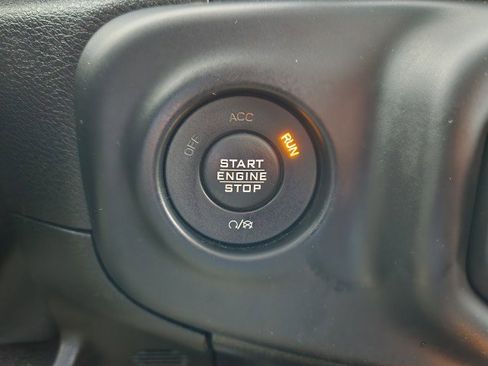 ACC
OFF
RUN
START
ENGINE
STOP